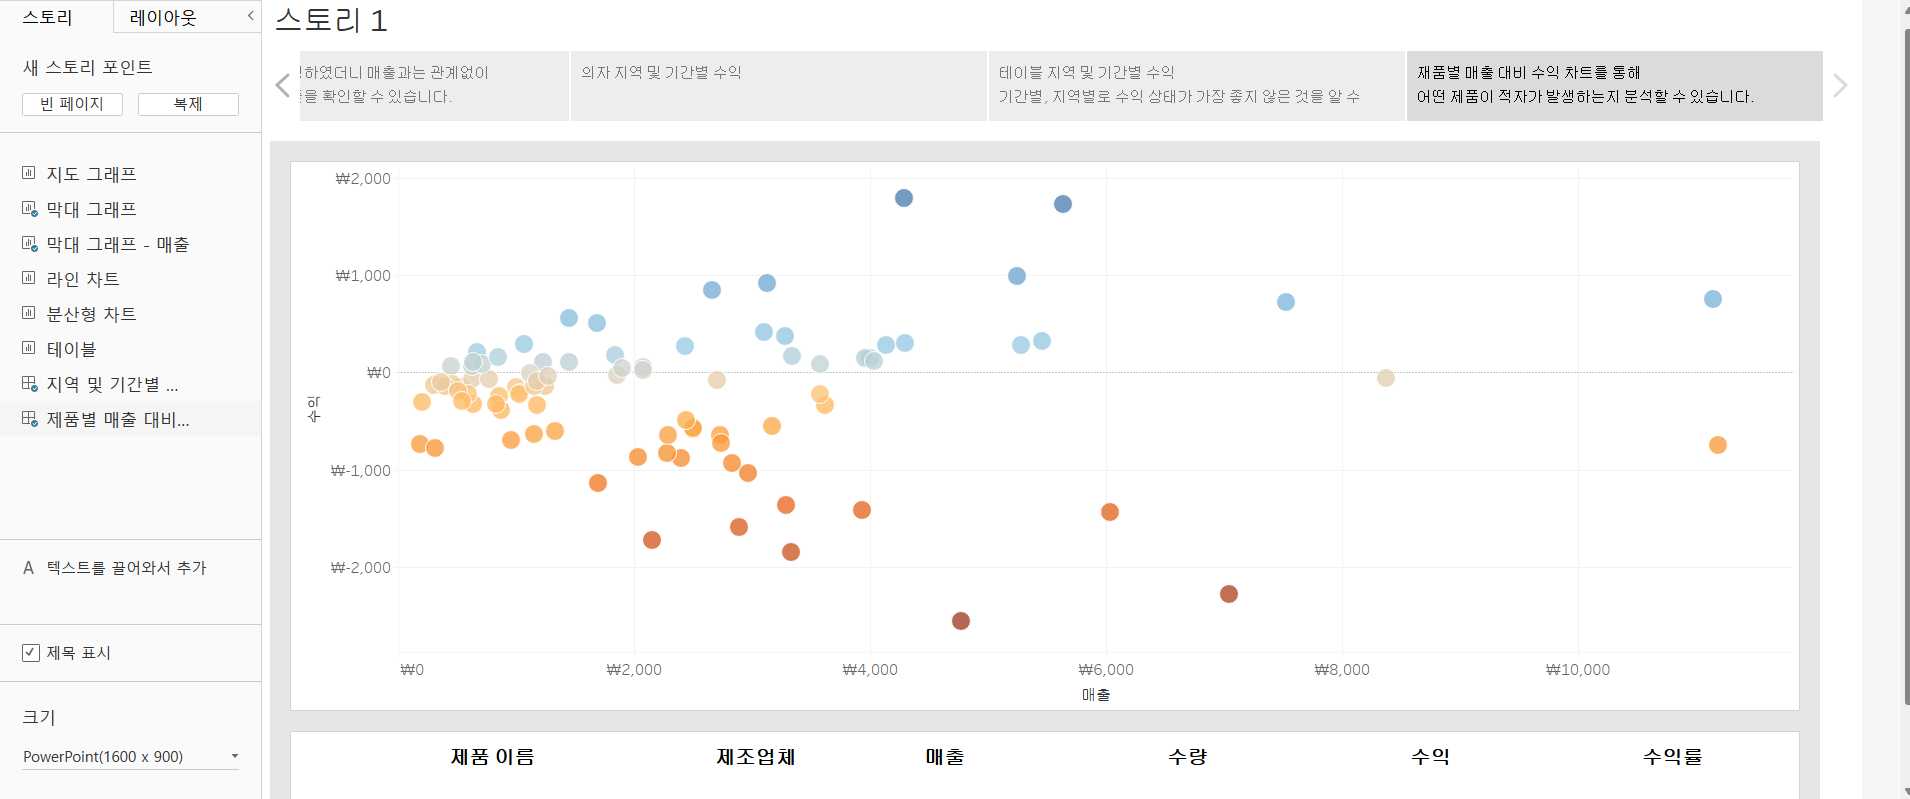 스토리
레이아웃
새 스토리 포인트
빈 페이지
복제
지도 그래프
막대 그래프
막대 그래프 - 매출
라인 차트
분산형 차트
테이블
지역 및 기간별 ...
제품별 매출 대비...
A 텍스트를 끌어와서 추가
제목 표시
크기
PowerPoint(1600 x 900)
스토리 1
하였더니 매출과는 관계없이
을 확인할 수 있습니다.
의자 지역 및 기간별 수익
테이블 지역 및 기간별 수익
기간별, 지역별로 수익 상태가 가장 좋지 않은 것을 알 수
재품별 매출 대비 수익 차트를 통해
어떤 제품이 적자가 발생하는지 분석할 수 있습니다.
₩2,000
₩1,000
₩0
₩-1,000
₩-2,000
수익
₩0
₩2,000
₩4,000
₩6,000
₩8,000
₩10,000
매출
제품 이름
제조업체
매출
수량
수익
수익률